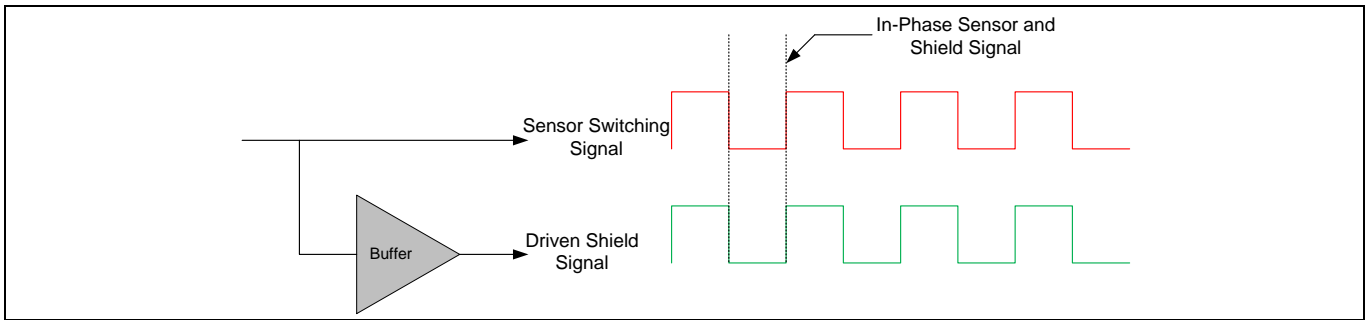 In-Phase Sensor and
Shield Signal
Sensor Switching
Signal
Buffer
Driven Shield
Signal